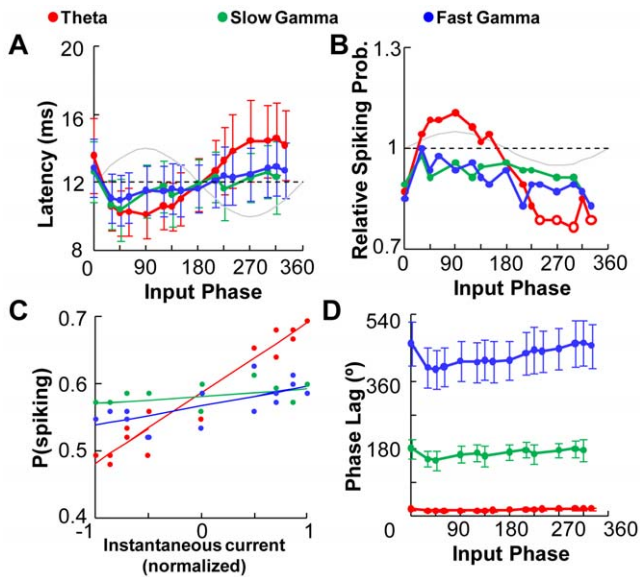 Theta Slow Gamma Fast Gamma
A
20
16
12
8
Latency (ms)
0 90 180 270 360
Input Phase
B
1.3
1
0.7
Relative Spiking Prob.
0 90 180 270 360
Input Phase
C
0.7
0.6
0.5
0.4
P(spiking)
-1 0 1
Instantaneous current
(normalized)
D
540
360
180
0
Phase Lag (°)
90 180 270 360
Input Phase